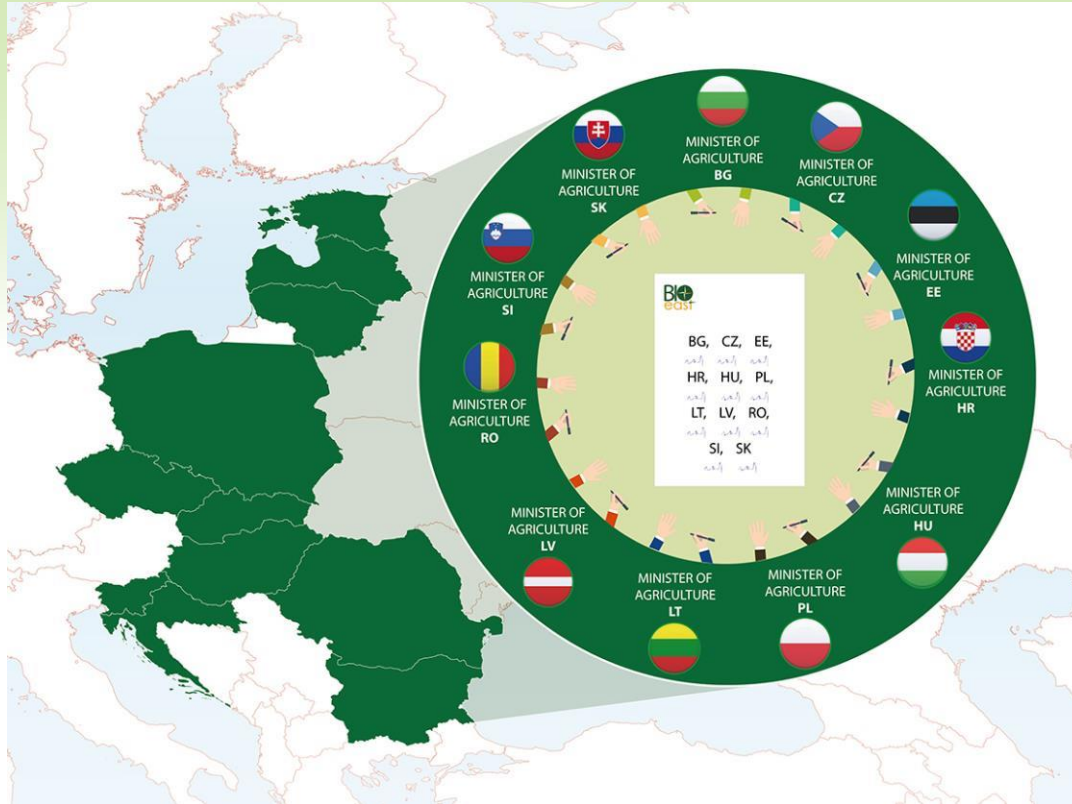 MINISTER OF
AGRICULTURE
BG
MINISTER OF
AGRICULTURE
CZ
MINISTER OF
AGRICULTURE
EE
MINISTER OF
AGRICULTURE
HR
MINISTER OF
AGRICULTURE
HU
MINISTER OF
AGRICULTURE
PL
MINISTER OF
AGRICULTURE
LT
MINISTER OF
AGRICULTURE
LV
MINISTER OF
AGRICULTURE
RO
MINISTER OF
AGRICULTURE
SI
MINISTER OF
AGRICULTURE
SK
BIO
east
BG, CZ, EE,
HR, HU, PL,
LT, LV, RO,
SI, SK